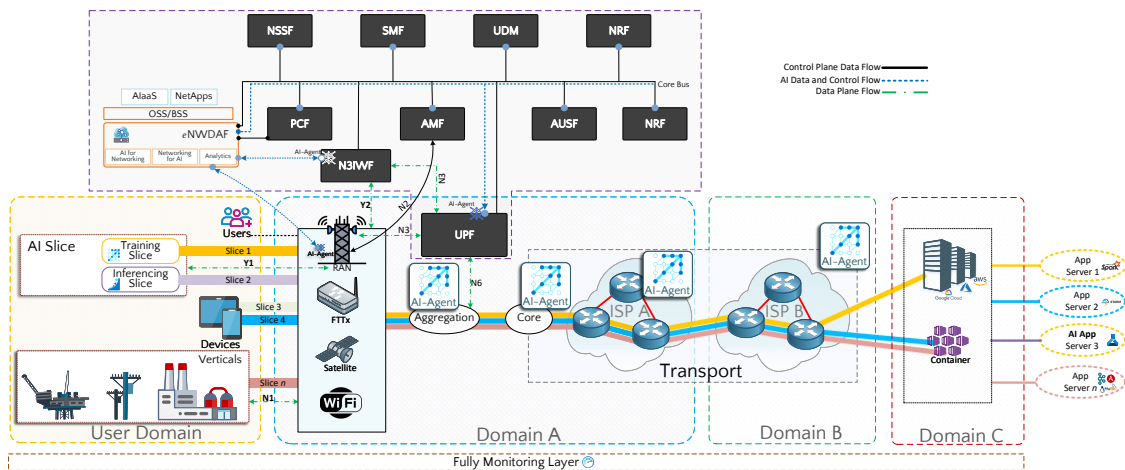 NSSF
SMF
UDM
NRF
Control Plane Data Flow
AI Data and Control Flow
Data Plane Flow
Core Bus
AIaaS
NetApps
OSS/BSS
eNWDAF
AI for
Networking
Networking
for AI
Analytics
PCF
AMF
AUSF
NRF
AI-Agent
N3IWF
N3
Y2
N2
AI-Agent
UPF
N3
Users
AI Slice
Training
Slice
Slice 1
AI-Agent
RAN
Y1
Inferencing
Slice
Slice 2
N6
AI-Agent
AI-Agent
AI-Agent
AI-Agent
Slice 3
Slice 4
Devices
FTTx
Aggregation
Core
ISP A
ISP B
Satellite
Transport
Verticals
Slice n
N1
WiFi
Google Cloud
aws
Container
App
Server 1
Spark
App
Server 2
AI App
Server 3
App
Server n
User Domain
Domain A
Domain B
Domain C
Fully Monitoring Layer